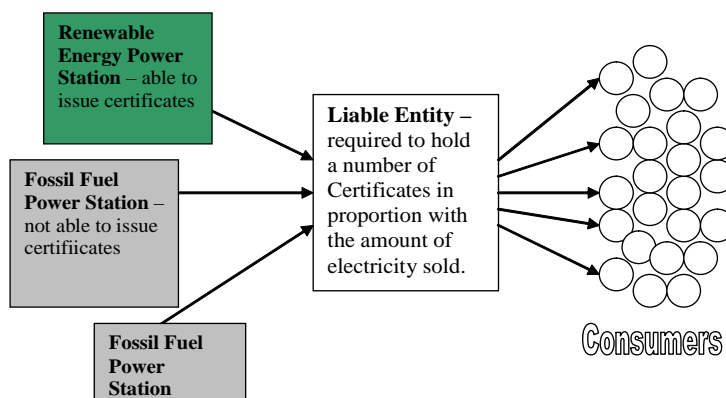 Renewable
Energy Power
Station – able to
issue certificates
Fossil Fuel
Power Station –
not able to issue
certifiicates
Fossil Fuel
Power
Station
Liable Entity –
required to hold
a number of
Certificates in
proportion with
the amount of
electricity sold.
Consumers